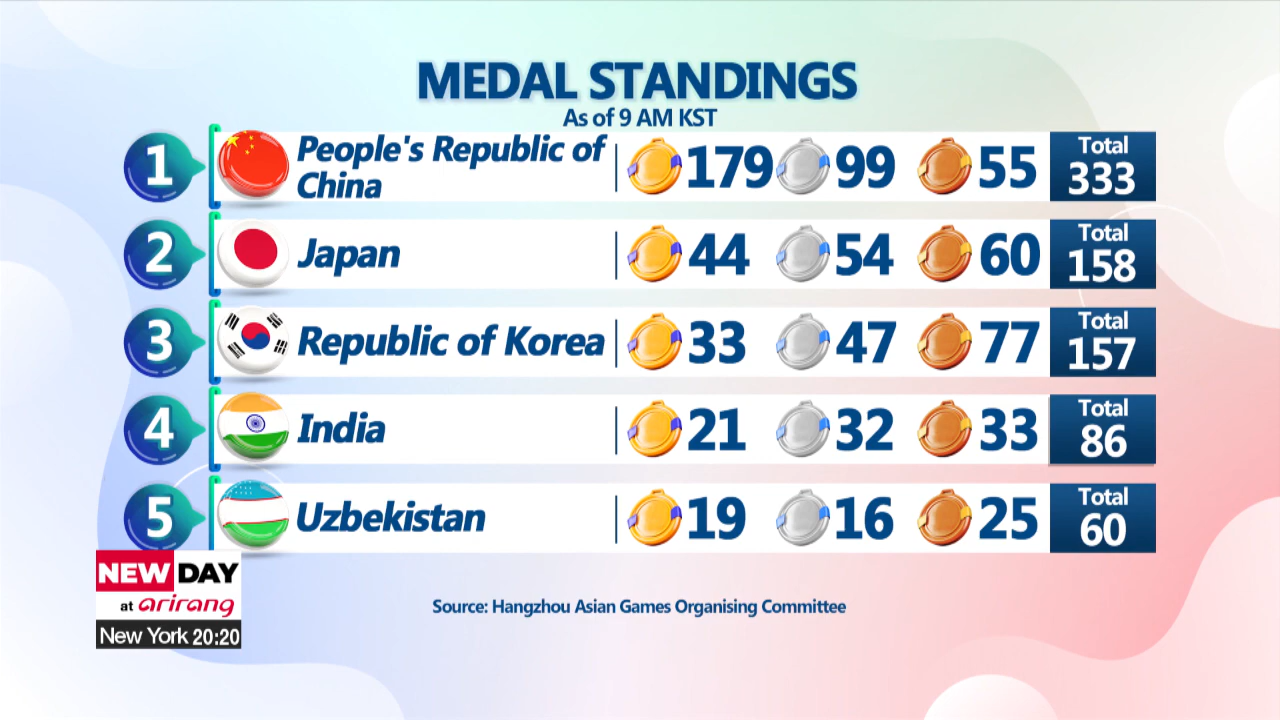 MEDAL STANDINGS
As of 9 AM KST
1 People's Republic of China 179 99 55 Total 333
2 Japan 44 54 60 Total 158
3 Republic of Korea 33 47 77 Total 157
4 India 21 32 33 Total 86
5 Uzbekistan 19 16 25 Total 60
NEW DAY
at arirang
New York 20:20
Source: Hangzhou Asian Games Organising Committee